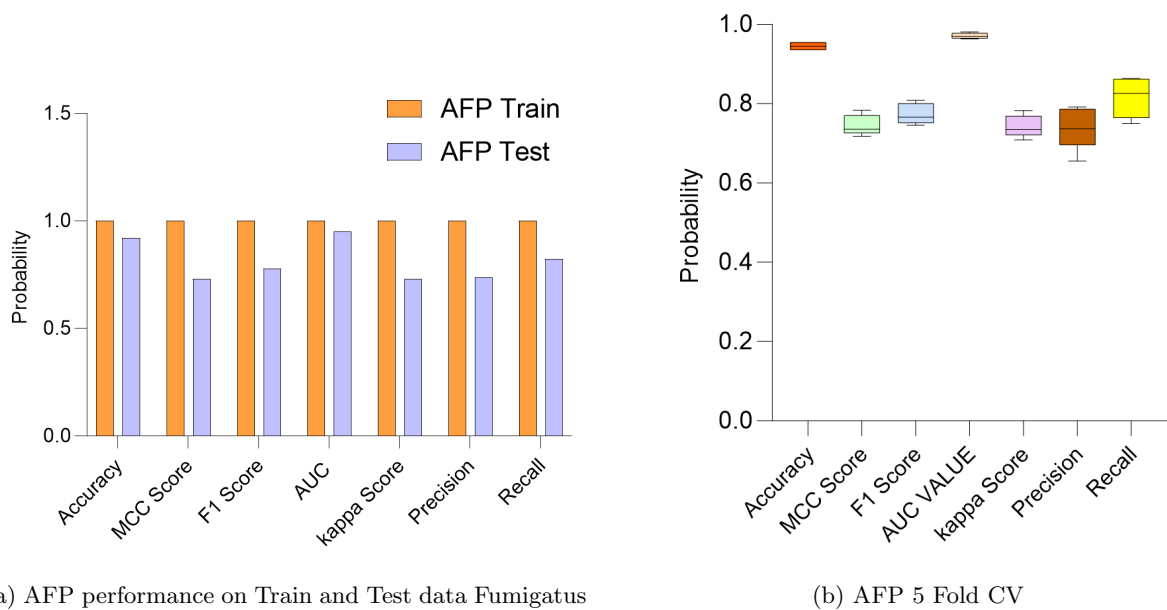 AFP Train
AFP Test
1.5
1.0
0.5
0.0
Probability
Accuracy
MCC Score
F1 Score
AUC
kappa Score
Precision
Recall
a) AFP performance on Train and Test data Fumigatus
1.0
0.8
0.6
0.4
0.2
0.0
Probability
Accuracy
MCC Score
F1 Score
AUC VALUE
kappa Score
Precision
Recall
(b) AFP 5 Fold CV